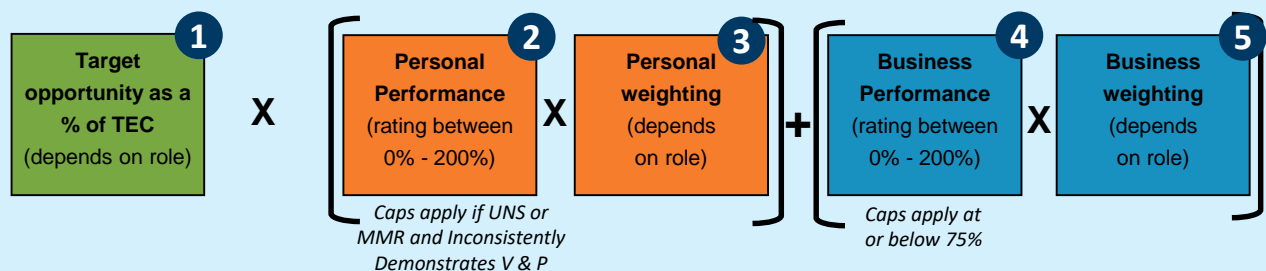 1
Target
opportunity as a
% of TEC
(depends on role)
X
2
Personal
Performance
(rating between
0% - 200%)
X
3
Personal
weighting
(depends
on role)
+
4
Business
Performance
(rating between
0% - 200%)
X
5
Business
weighting
(depends
on role)
Caps apply if UNS or
MMR and Inconsistently
Demonstrates V & P
Caps apply at
or below 75%